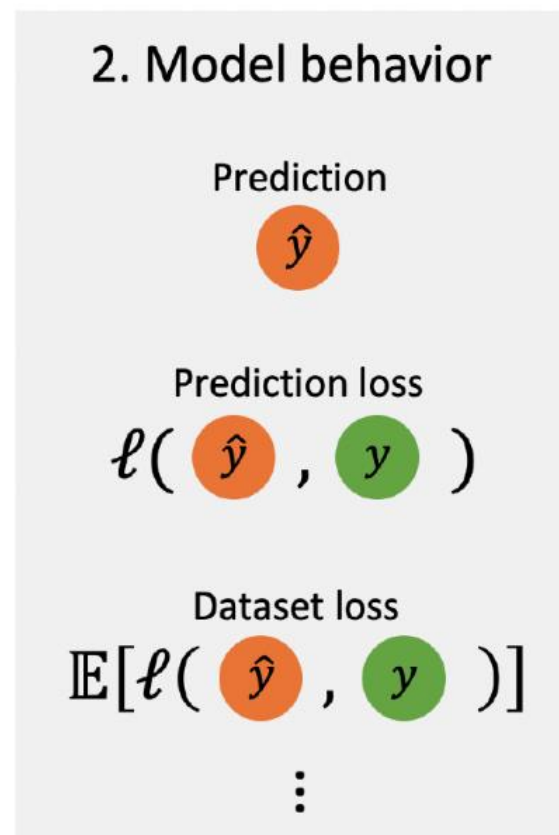 2. Model behavior
Prediction
ŷ
Prediction loss
ℓ( ŷ , y )
Dataset loss
𝔼[ℓ( ŷ , y )]
⋮